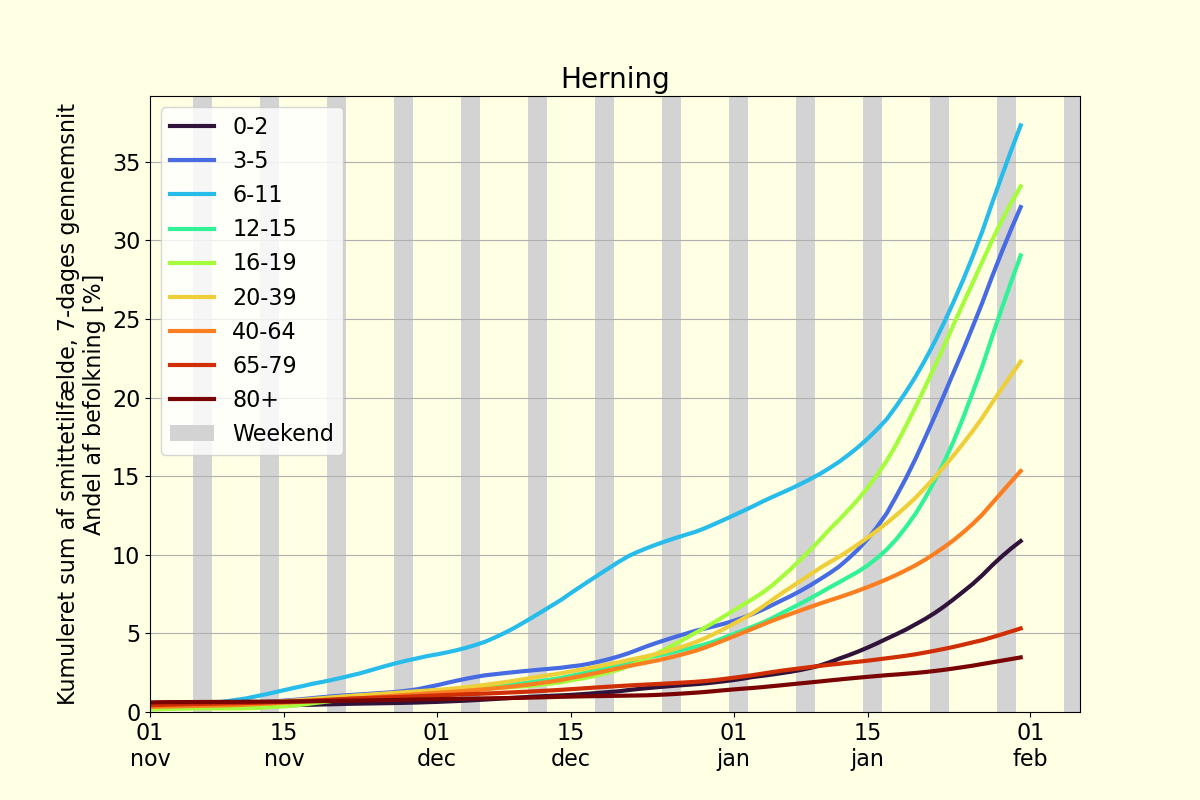 Herning
Kumuleret sum af smittetilfælde, 7-dages gennemsnit
Andel af befolkning [%]
35
30
25
20
15
10
5
0
0-2
3-5
6-11
12-15
16-19
20-39
40-64
65-79
80+
Weekend
01 15 01 15 01 15 01
nov nov dec dec jan jan feb